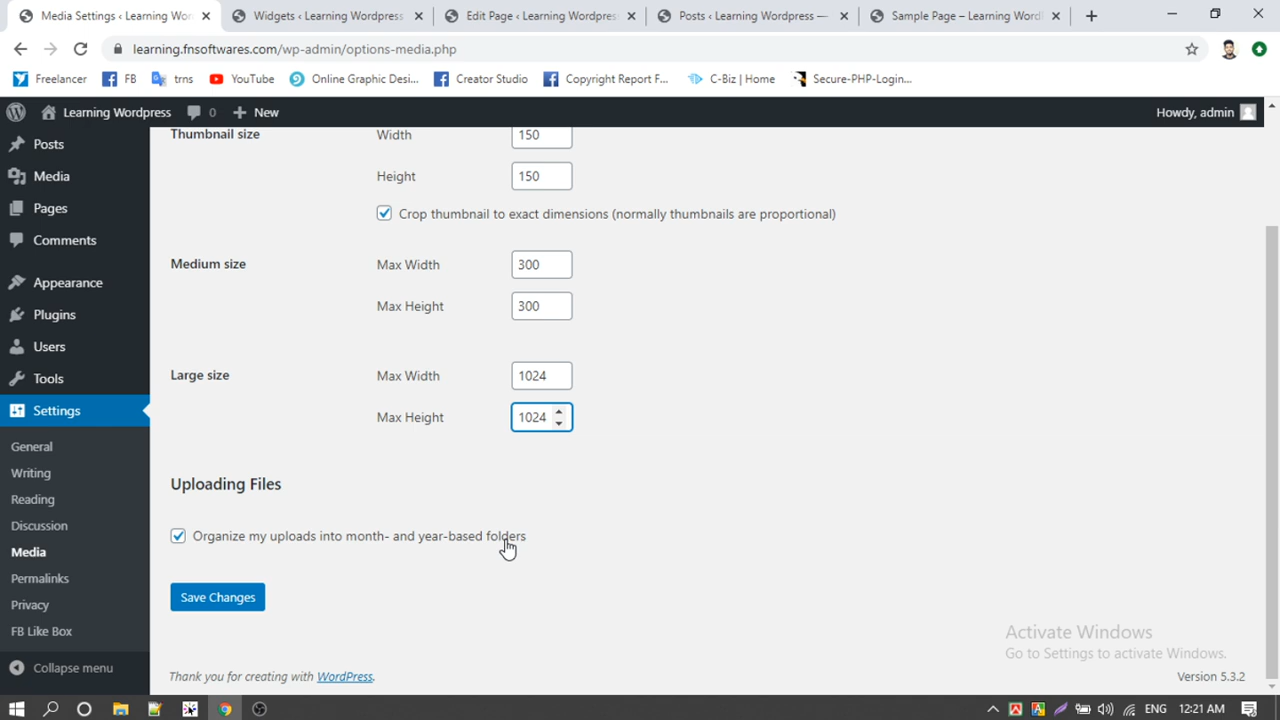 Media Settings ‹ Learning Wor
Widgets ‹ Learning Wordpress
Edit Page ‹ Learning Wordpres
Posts ‹ Learning Wordpress —
Sample Page – Learning Word
learning.fnsoftwares.com/wp-admin/options-media.php
Freelancer
FB
trns
YouTube
Online Graphic Desi...
Creator Studio
Copyright Report F...
C-Biz | Home
Secure-PHP-Login...
Learning Wordpress
0
New
Howdy, admin
Posts
Media
Pages
Comments
Appearance
Plugins
Users
Tools
Settings
General
Writing
Reading
Discussion
Media
Permalinks
Privacy
FB Like Box
Collapse menu
Thumbnail size
Width 150
Height 150
Crop thumbnail to exact dimensions (normally thumbnails are proportional)
Medium size
Max Width 300
Max Height 300
Large size
Max Width 1024
Max Height 1024
Uploading Files
Organize my uploads into month- and year-based folders
Save Changes
Activate Windows
Go to Settings to activate Windows.
Thank you for creating with WordPress.
Version 5.3.2
ENG
12:21 AM